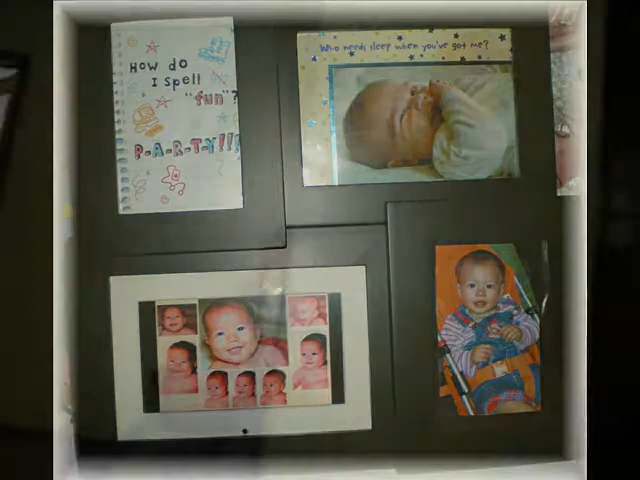 How do
I spell
"fun"?
P-A-R-T-Y!!!
Who needs sleep when you've got me?